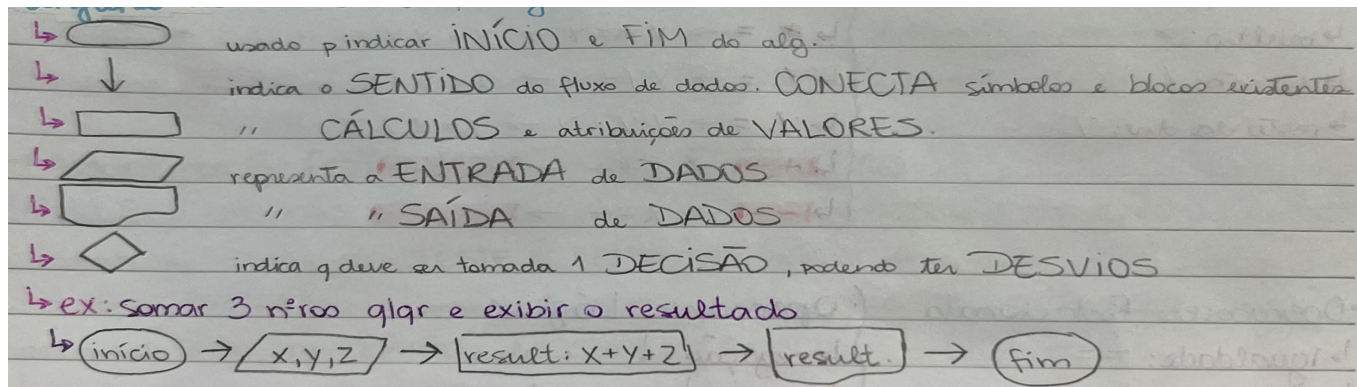 usado p indicar INÍCIO e FIM do alg.
indica o SENTIDO do fluxo de dados. CONECTA símbolos e blocos existentes
" CÁLCULOS e atribuições de VALORES.
representa a ENTRADA de DADOS
" " SAÍDA de DADOS
indica q deve ser tomada 1 DECISÃO, podendo ter DESVIOS
ex: somar 3 nºros qlqr e exibir o resultado
início → x, y, z → result: x+y+z → result. → fim